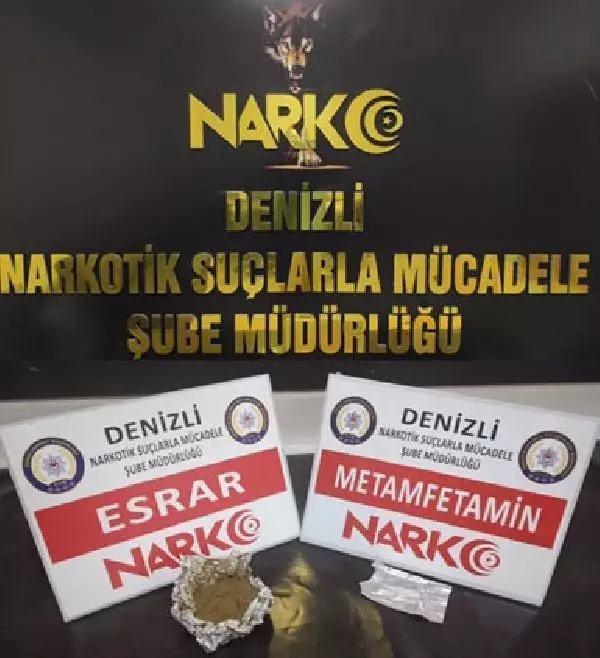 NARKO
DENİZLİ
NARKOTİK SUÇLARLA MÜCADELE
ŞUBE MÜDÜRLÜĞÜ
DENİZLİ
NARKOTİK SUÇLARLA MÜCADELE
ŞUBE MÜDÜRLÜĞÜ
ESRAR
NARKO
DENİZLİ
NARKOTİK SUÇLARLA MÜCADELE
ŞUBE MÜDÜRLÜĞÜ
METAMFETAMİN
NARKO